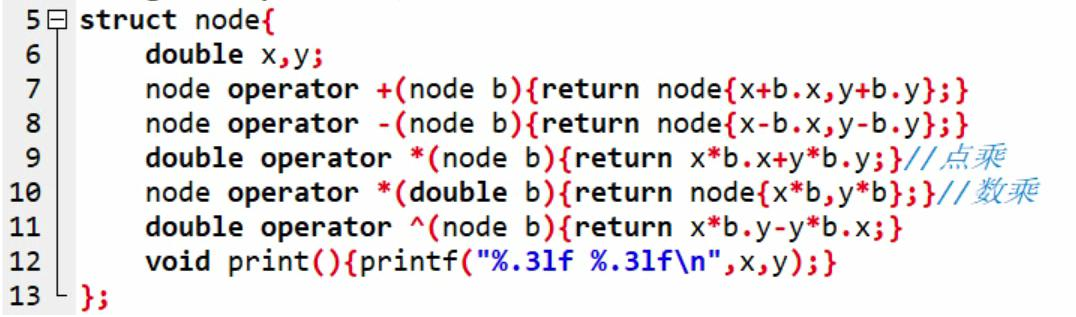 5 struct node{
6 double x,y;
7 node operator +(node b){return node{x+b.x,y+b.y};}
8 node operator -(node b){return node{x-b.x,y-b.y};}
9 double operator *(node b){return x*b.x+y*b.y;}//点乘
10 node operator *(double b){return node{x*b,y*b};}//数乘
11 double operator ^(node b){return x*b.y-y*b.x;}
12 void print(){printf("%.3lf %.3lf\n",x,y);}
13 };